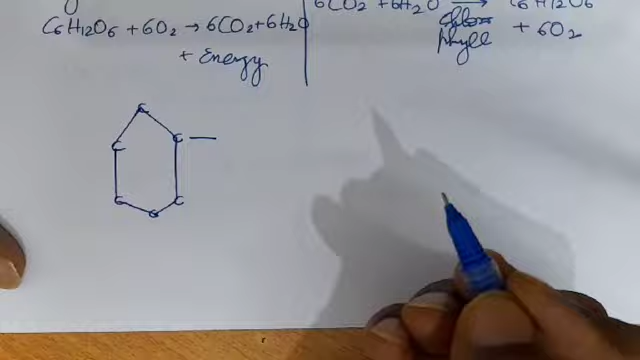 C6H12O6 + 6O2 → 6CO2 + 6H2O
+ Energy
6CO2 + 6H2O → C6H12O6
phyll + 6O2
C
C C
C C
C